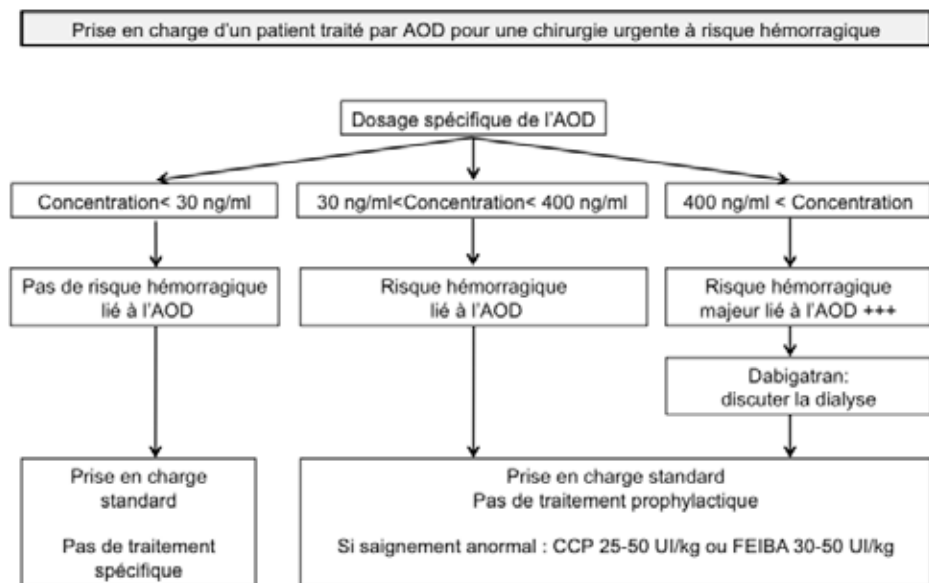 Prise en charge d'un patient traité par AOD pour une chirurgie urgente à risque hémorragique
Dosage spécifique de l'AOD
Concentration< 30 ng/ml
30 ng/ml<Concentration< 400 ng/ml
400 ng/ml < Concentration
Pas de risque hémorragique
lié à l'AOD
Risque hémorragique
lié à l'AOD
Risque hémorragique
majeur lié à l'AOD +++
Dabigatran:
discuter la dialyse
Prise en charge
standard
Pas de traitement
spécifique
Prise en charge standard
Pas de traitement prophylactique
Si saignement anormal : CCP 25-50 UI/kg ou FEIBA 30-50 UI/kg